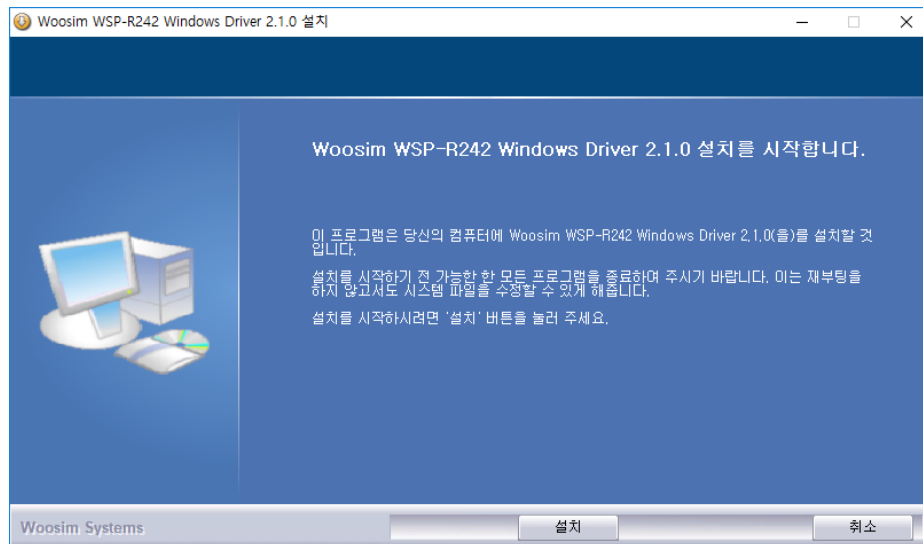 Woosim WSP-R242 Windows Driver 2.1.0 설치
Woosim WSP-R242 Windows Driver 2.1.0 설치를 시작합니다.
이 프로그램은 당신의 컴퓨터에 Woosim WSP-R242 Windows Driver 2.1.0(을)를 설치할 것
입니다.
설치를 시작하기 전 가능한 한 모든 프로그램을 종료하여 주시기 바랍니다. 이는 재부팅을
하지 않고서도 시스템 파일을 수정할 수 있게 해줍니다.
설치를 시작하시려면 '설치' 버튼을 눌러 주세요.
Woosim Systems
설치
취소